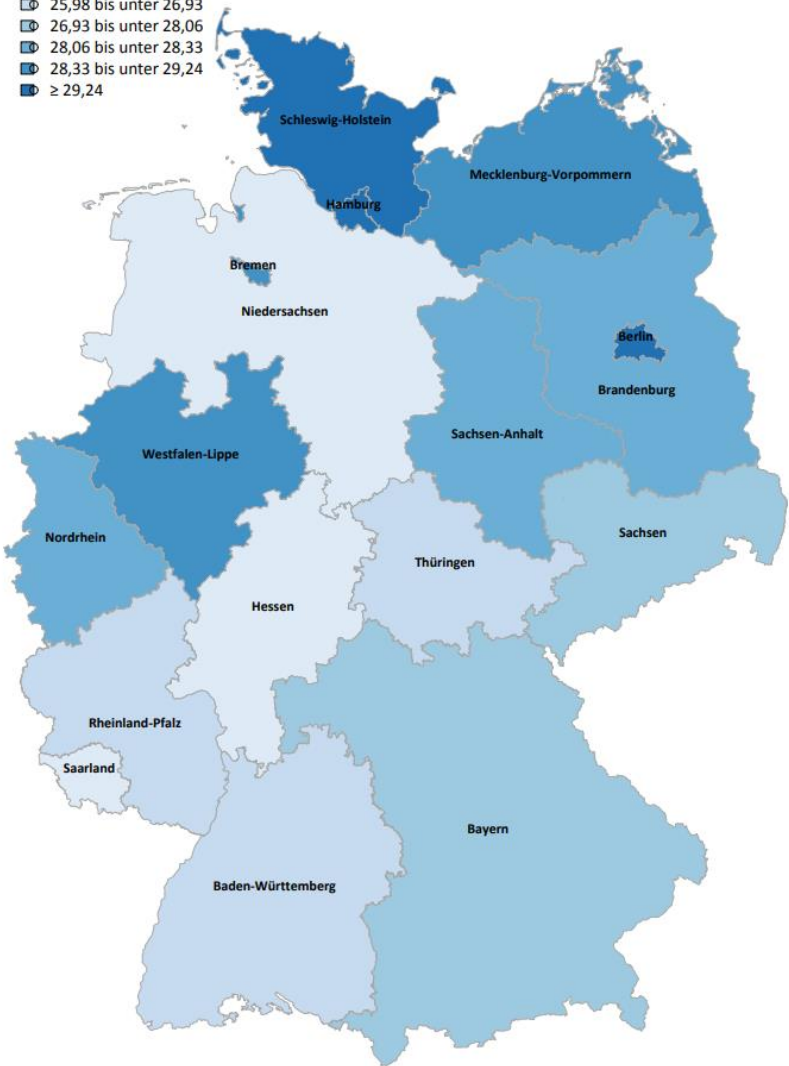 25,98 bis unter 26,93
26,93 bis unter 28,06
28,06 bis unter 28,33
28,33 bis unter 29,24
≥ 29,24
Schleswig-Holstein
Mecklenburg-Vorpommern
Hamburg
Bremen
Niedersachsen
Berlin
Brandenburg
Sachsen-Anhalt
Westfalen-Lippe
Sachsen
Nordrhein
Thüringen
Hessen
Rheinland-Pfalz
Saarland
Bayern
Baden-Württemberg